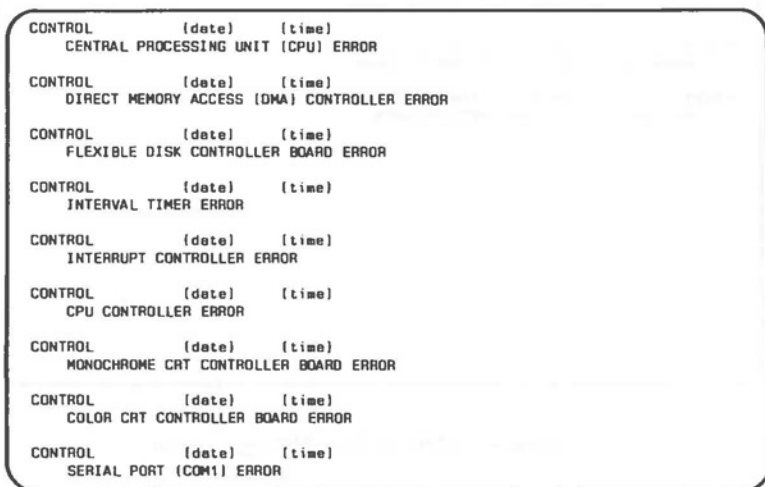 CONTROL (date) (time)
CENTRAL PROCESSING UNIT (CPU) ERROR
CONTROL (date) (time)
DIRECT MEMORY ACCESS (DMA) CONTROLLER ERROR
CONTROL (date) (time)
FLEXIBLE DISK CONTROLLER BOARD ERROR
CONTROL (date) (time)
INTERVAL TIMER ERROR
CONTROL (date) (time)
INTERRUPT CONTROLLER ERROR
CONTROL (date) (time)
CPU CONTROLLER ERROR
CONTROL (date) (time)
MONOCHROME CRT CONTROLLER BOARD ERROR
CONTROL (date) (time)
COLOR CRT CONTROLLER BOARD ERROR
CONTROL (date) (time)
SERIAL PORT (COM1) ERROR